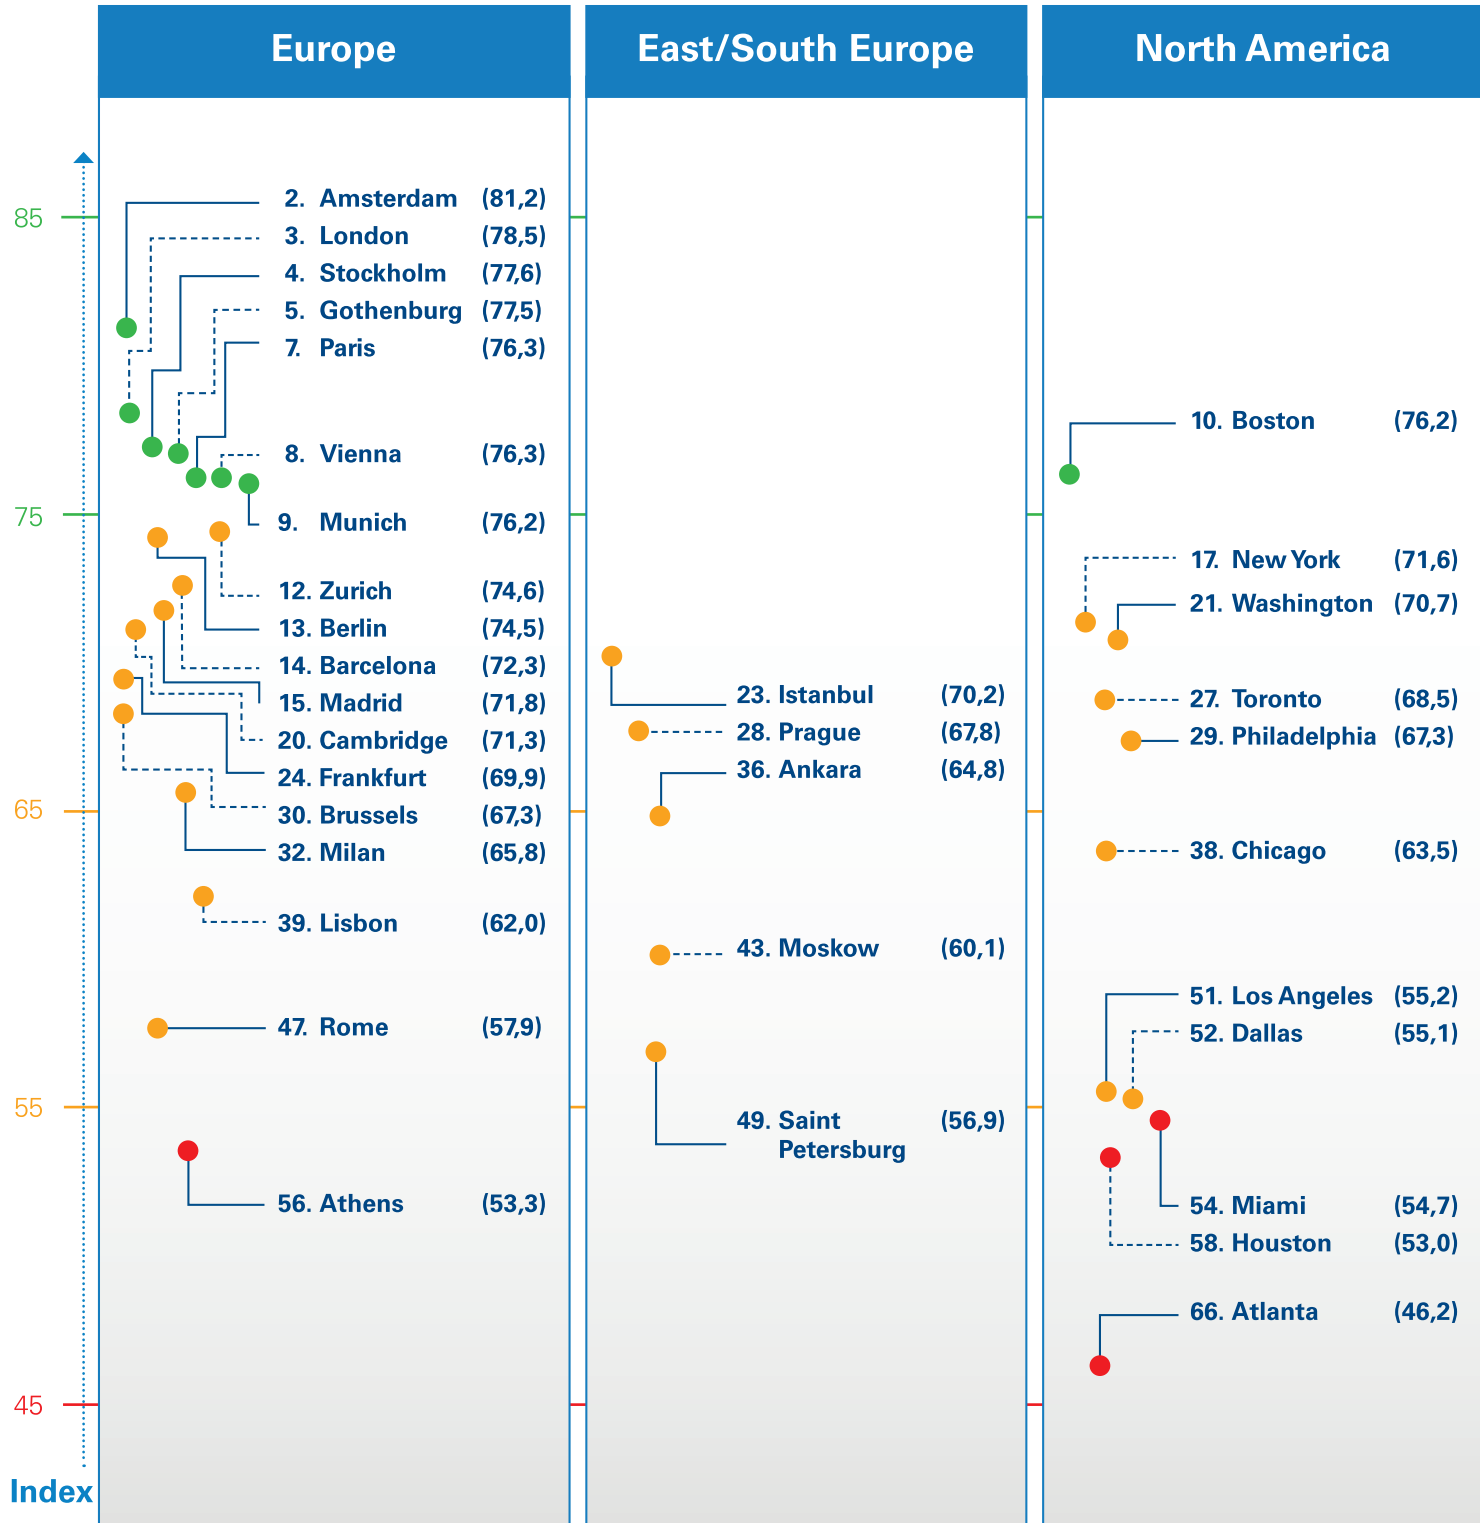 Europe
East/South Europe
North America
85
75
65
55
45
Index
2. Amsterdam (81,2)
3. London (78,5)
4. Stockholm (77,6)
5. Gothenburg (77,5)
7. Paris (76,3)
8. Vienna (76,3)
9. Munich (76,2)
12. Zurich (74,6)
13. Berlin (74,5)
14. Barcelona (72,3)
15. Madrid (71,8)
20. Cambridge (71,3)
24. Frankfurt (69,9)
30. Brussels (67,3)
32. Milan (65,8)
39. Lisbon (62,0)
47. Rome (57,9)
56. Athens (53,3)
23. Istanbul (70,2)
28. Prague (67,8)
36. Ankara (64,8)
43. Moskow (60,1)
49. Saint (56,9)
Petersburg
10. Boston (76,2)
17. New York (71,6)
21. Washington (70,7)
27. Toronto (68,5)
29. Philadelphia (67,3)
38. Chicago (63,5)
51. Los Angeles (55,2)
52. Dallas (55,1)
54. Miami (54,7)
58. Houston (53,0)
66. Atlanta (46,2)